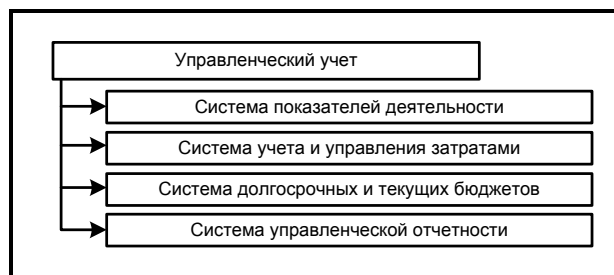 Управленческий учет
Система показателей деятельности
Система учета и управления затратами
Система долгосрочных и текущих бюджетов
Система управленческой отчетности